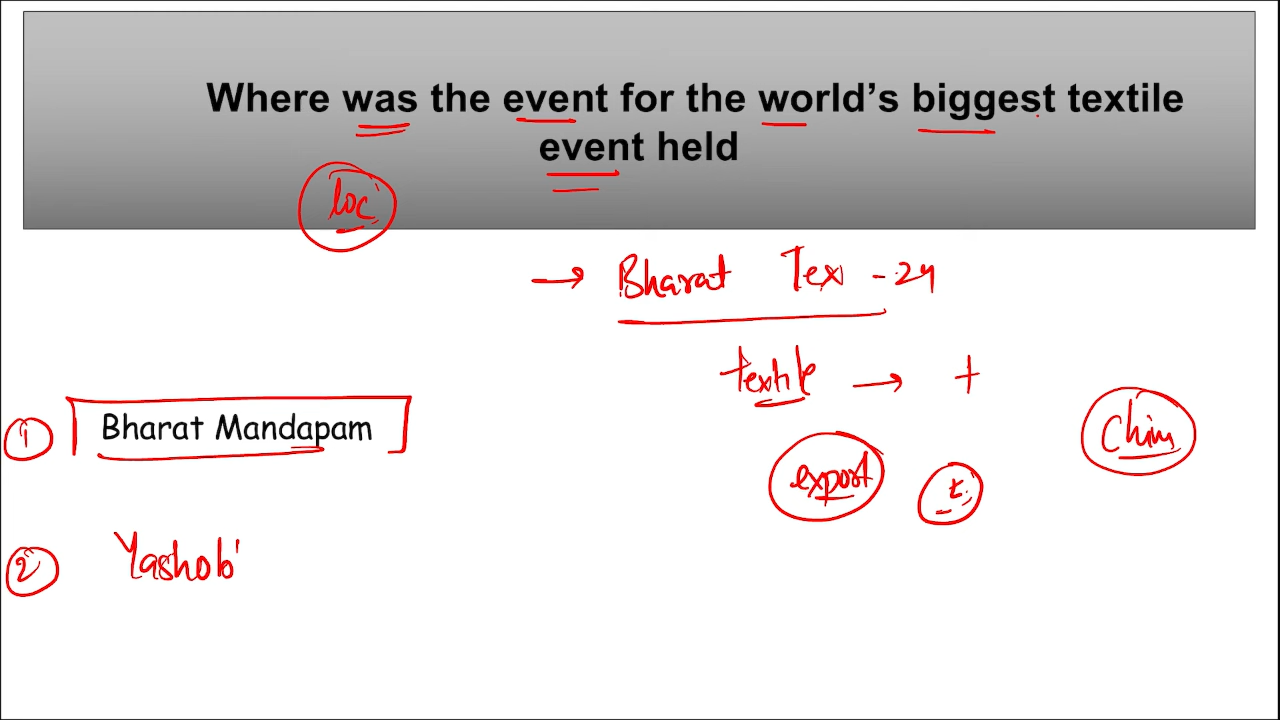 Where was the event for the world's biggest textile
event held
loc
→ Bharat Tex - 24
textile → t
1 Bharat Mandapam
China
export
t
2 Yashob